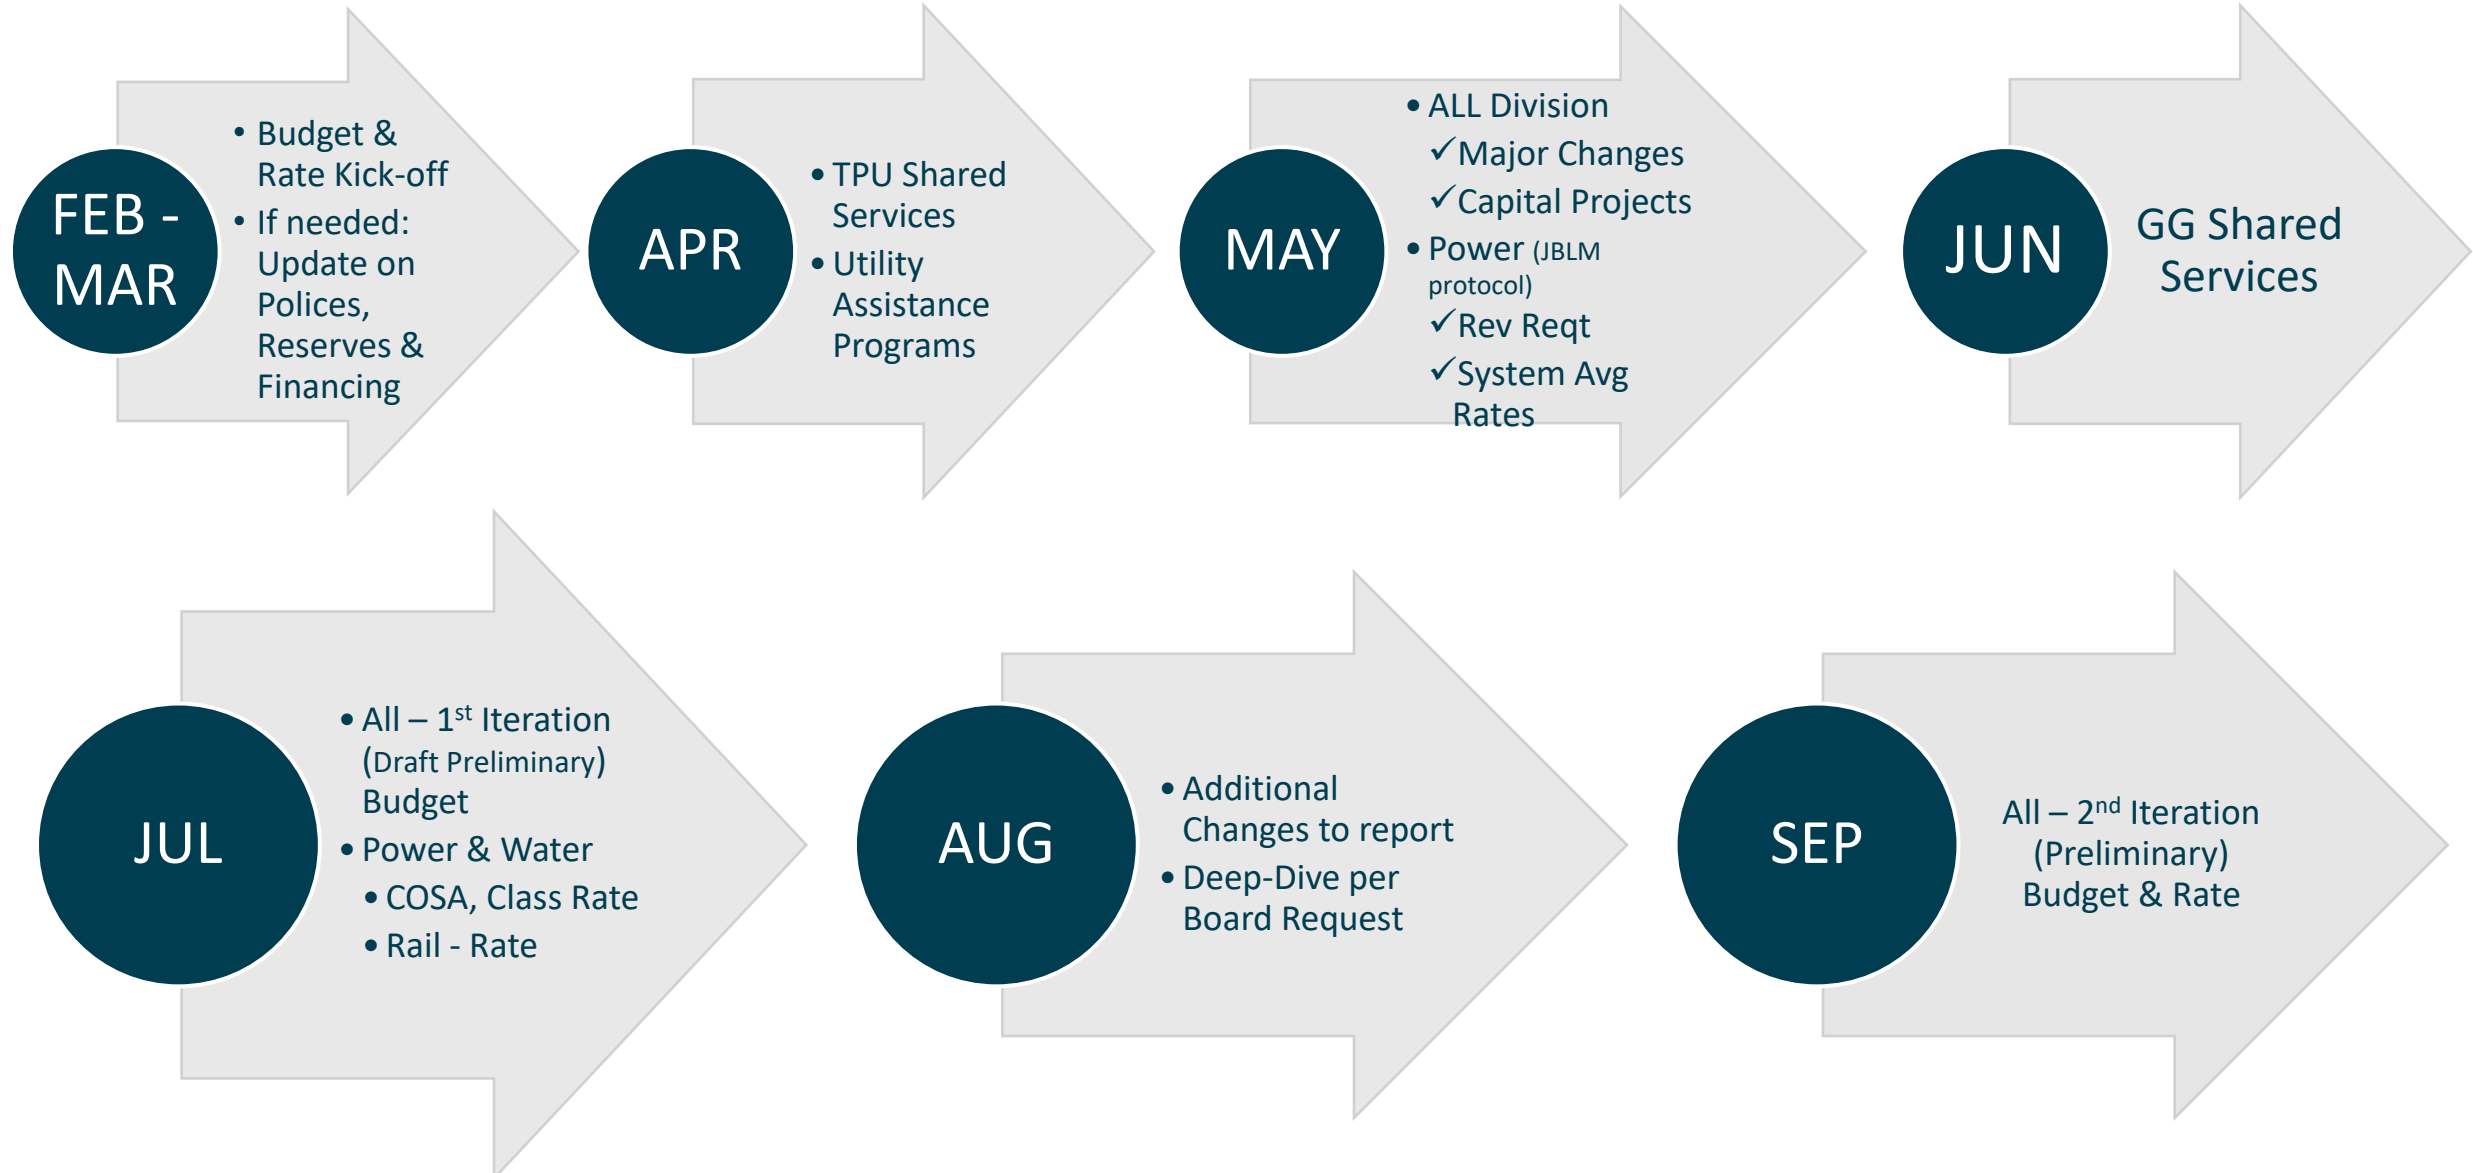 FEB -
MAR
• Budget &
Rate Kick-off
• If needed:
Update on
Polices,
Reserves &
Financing
APR
• TPU Shared
Services
• Utility
Assistance
Programs
MAY
• ALL Division
✓Major Changes
✓Capital Projects
• Power (JBLM
protocol)
✓Rev Reqt
✓System Avg
Rates
JUN
GG Shared
Services
JUL
• All – 1st Iteration
(Draft Preliminary)
Budget
• Power & Water
• COSA, Class Rate
• Rail - Rate
AUG
• Additional
Changes to report
• Deep-Dive per
Board Request
SEP
All – 2nd Iteration
(Preliminary)
Budget & Rate